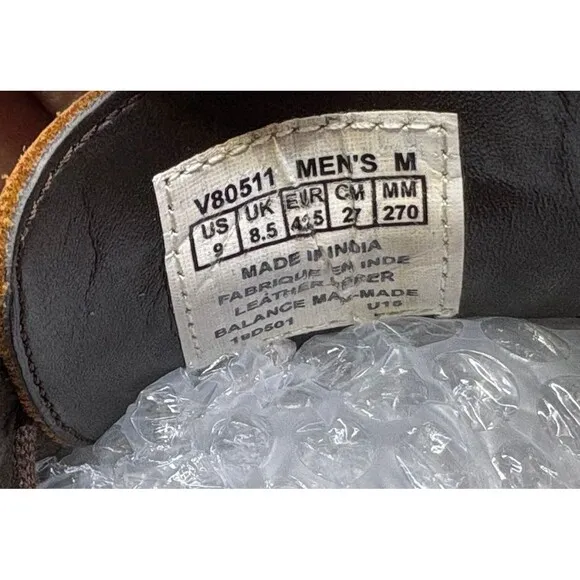 V80511 MEN'S M
US UK EUR CM MM
9 8.5 42.5 27 270
MADE IN INDIA
FABRIQUE EN INDE
LEATHER UPPER
BALANCE MAN-MADE
19D501 U16